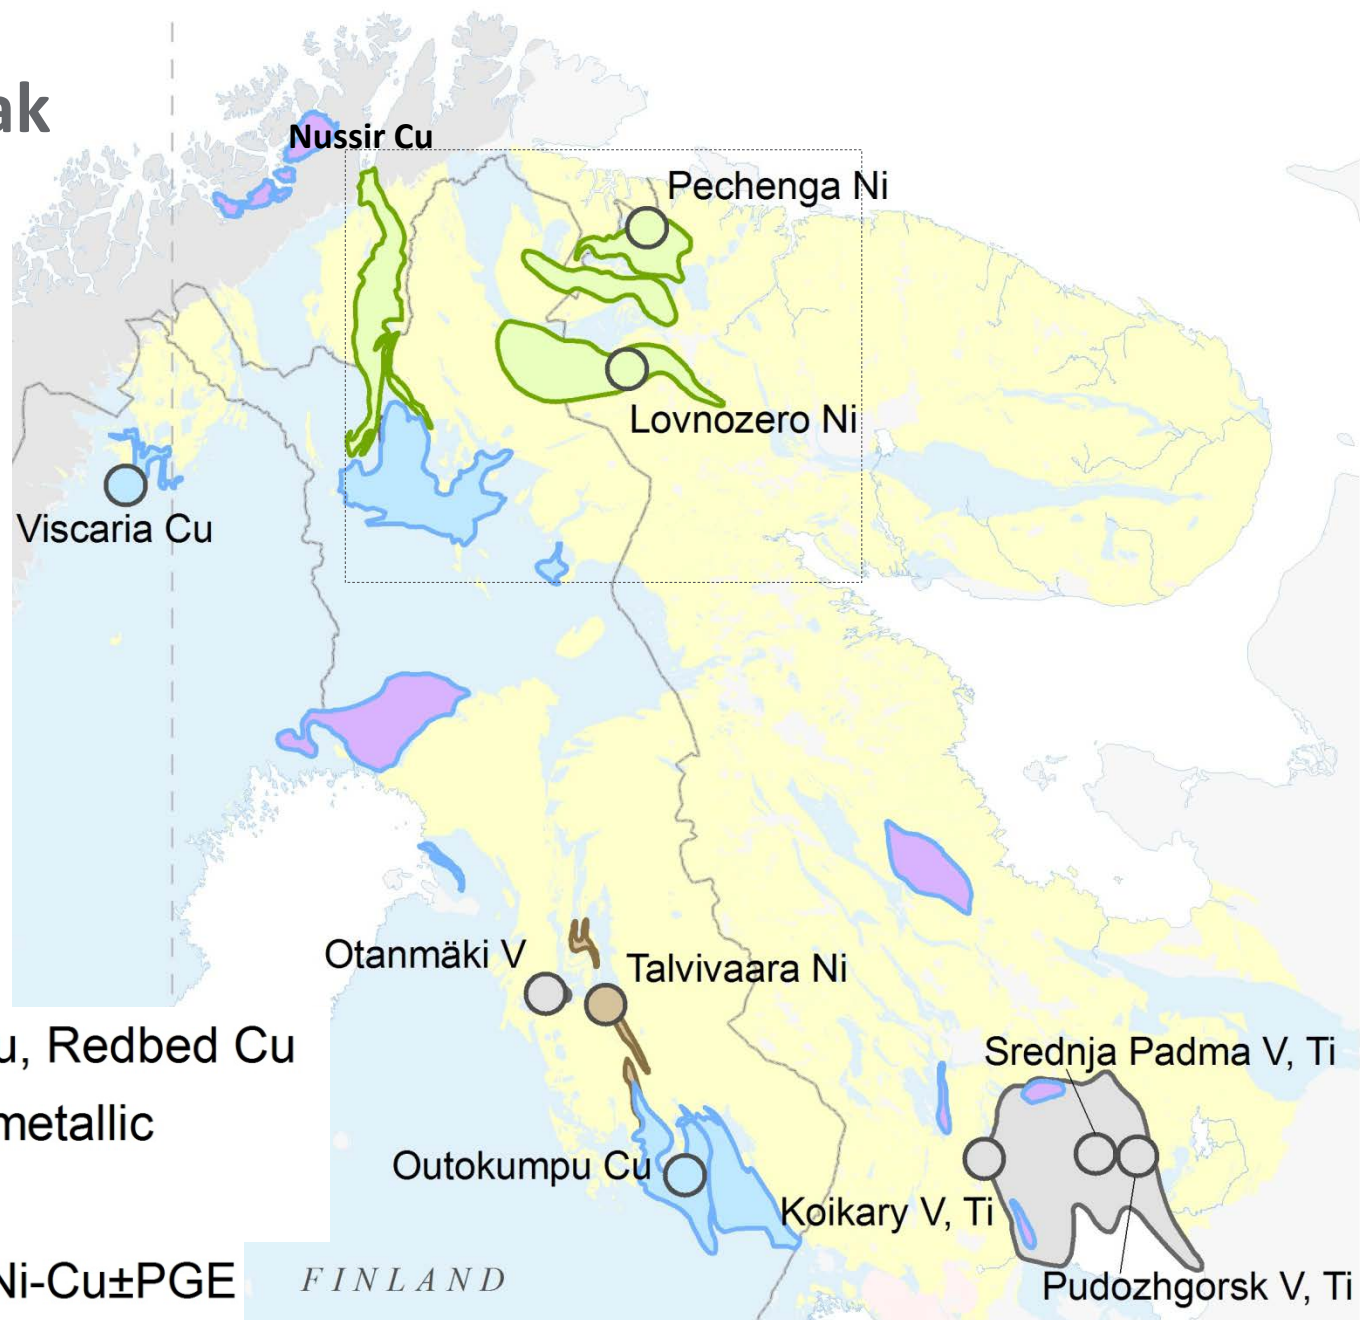 ak
Nussir Cu
Pechenga Ni
Lovnozero Ni
Viscaria Cu
Otanmäki V
Talvivaara Ni
u, Redbed Cu
Srednja Padma V, Ti
metallic
Outokumpu Cu
Koikary V, Ti
Ni-Cu±PGE
FINLAND
Pudozhgorsk V, Ti